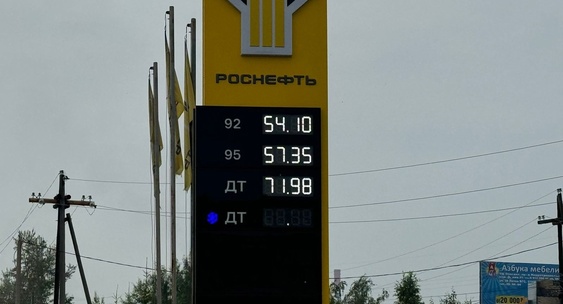 РОСНЕФТЬ
92 54.10
95 57.35
ДТ 71.98
ДТ
Азбука мебели